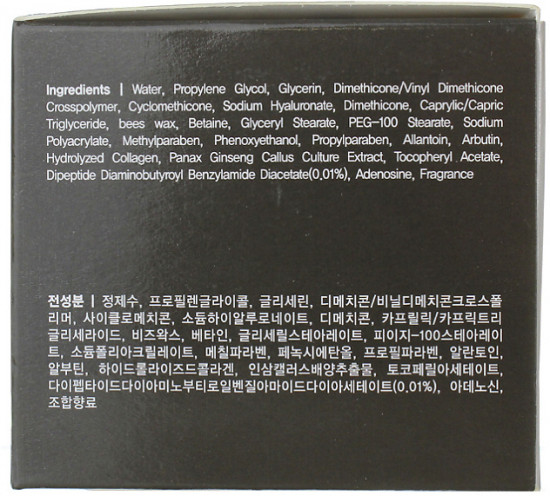 Ingredients | Water, Propylene Glycol, Glycerin, Dimethicone/Vinyl Dimethicone
Crosspolymer, Cyclomethicone, Sodium Hyaluronate, Dimethicone, Caprylic/Capric
Triglyceride, bees wax, Betaine, Glyceryl Stearate, PEG-100 Stearate, Sodium
Polyacrylate, Methylparaben, Phenoxyethanol, Propylparaben, Allantoin, Arbutin,
Hydrolyzed Collagen, Panax Ginseng Callus Culture Extract, Tocopheryl Acetate,
Dipeptide Diaminobutyroyl Benzylamide Diacetate(0.01%), Adenosine, Fragrance
전성분 | 정제수, 프로필렌글라이콜, 글리세린, 디메치콘/비닐디메치콘크로스폴
리머, 사이클로메치콘, 소듐하이알루로네이트, 디메치콘, 카프릴릭/카프릭트리
글리세라이드, 비즈왁스, 베타인, 글리세릴스테아레이트, 피이지-100스테아레이
트, 소듐폴리아크릴레이트, 메칠파라벤, 페녹시에탄올, 프로필파라벤, 알란토인,
알부틴, 하이드롤라이즈드콜라겐, 인삼캘러스배양추출물, 토코페릴아세테이트,
다이펩타이드다이아미노부티로일벤질아마이드다이아세테이트(0.01%), 아데노신,
조합향료